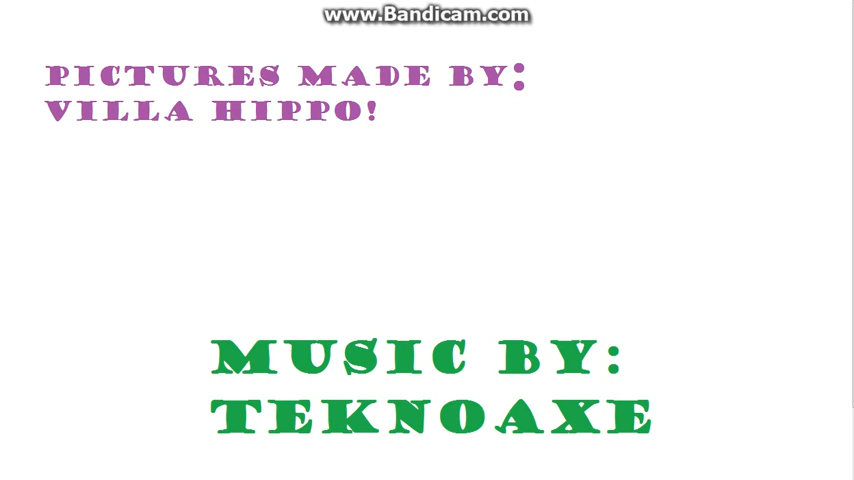 www.Bandicam.com
PICTURES MADE BY:
VILLA HIPPO!
MUSIC BY:
TEKNOAXE